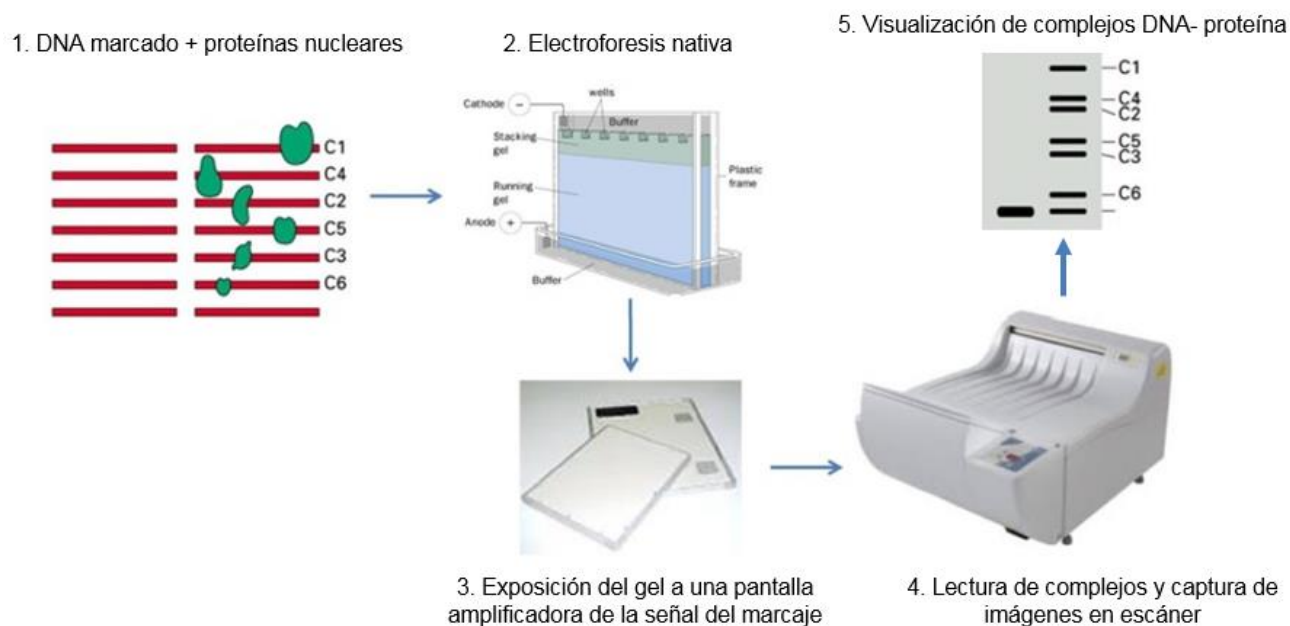 1. DNA marcado + proteínas nucleares
C1
C4
C2
C5
C3
C6
2. Electroforesis nativa
wells
Cathode
−
Buffer
Stacking
gel
Running
gel
Plastic
frame
Anode
+
Buffer
3. Exposición del gel a una pantalla
amplificadora de la señal del marcaje
4. Lectura de complejos y captura de
imágenes en escáner
5. Visualización de complejos DNA- proteína
C1
C4
C2
C5
C3
C6